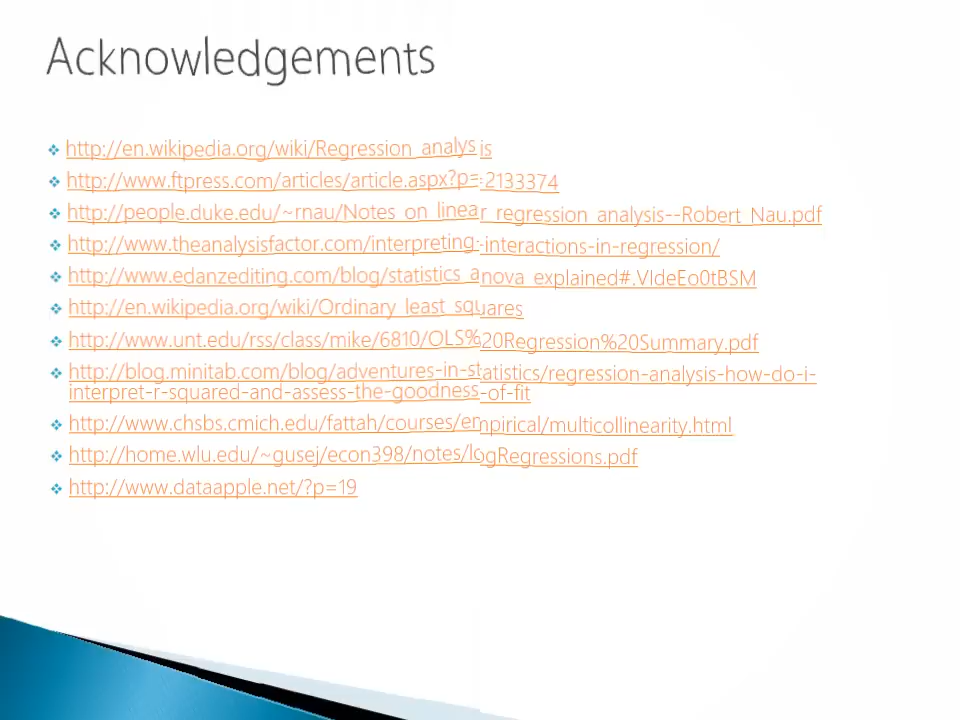 Acknowledgements
http://en.wikipedia.org/wiki/Regression_analysis
http://www.ftpress.com/articles/article.aspx?p=2133374
http://people.duke.edu/~rnau/Notes_on_linear_regression_analysis--Robert_Nau.pdf
http://www.theanalysisfactor.com/interpreting-interactions-in-regression/
http://www.edanzediting.com/blog/statistics_anova_explained#.VIdeEo0tBSM
http://en.wikipedia.org/wiki/Ordinary_least_squares
http://www.unt.edu/rss/class/mike/6810/OLS%20Regression%20Summary.pdf
http://blog.minitab.com/blog/adventures-in-statistics/regression-analysis-how-do-i-
interpret-r-squared-and-assess-the-goodness-of-fit
http://www.chsbs.cmich.edu/fattah/courses/empirical/multicollinearity.html
http://home.wlu.edu/~gusej/econ398/notes/logRegressions.pdf
http://www.dataapple.net/?p=19